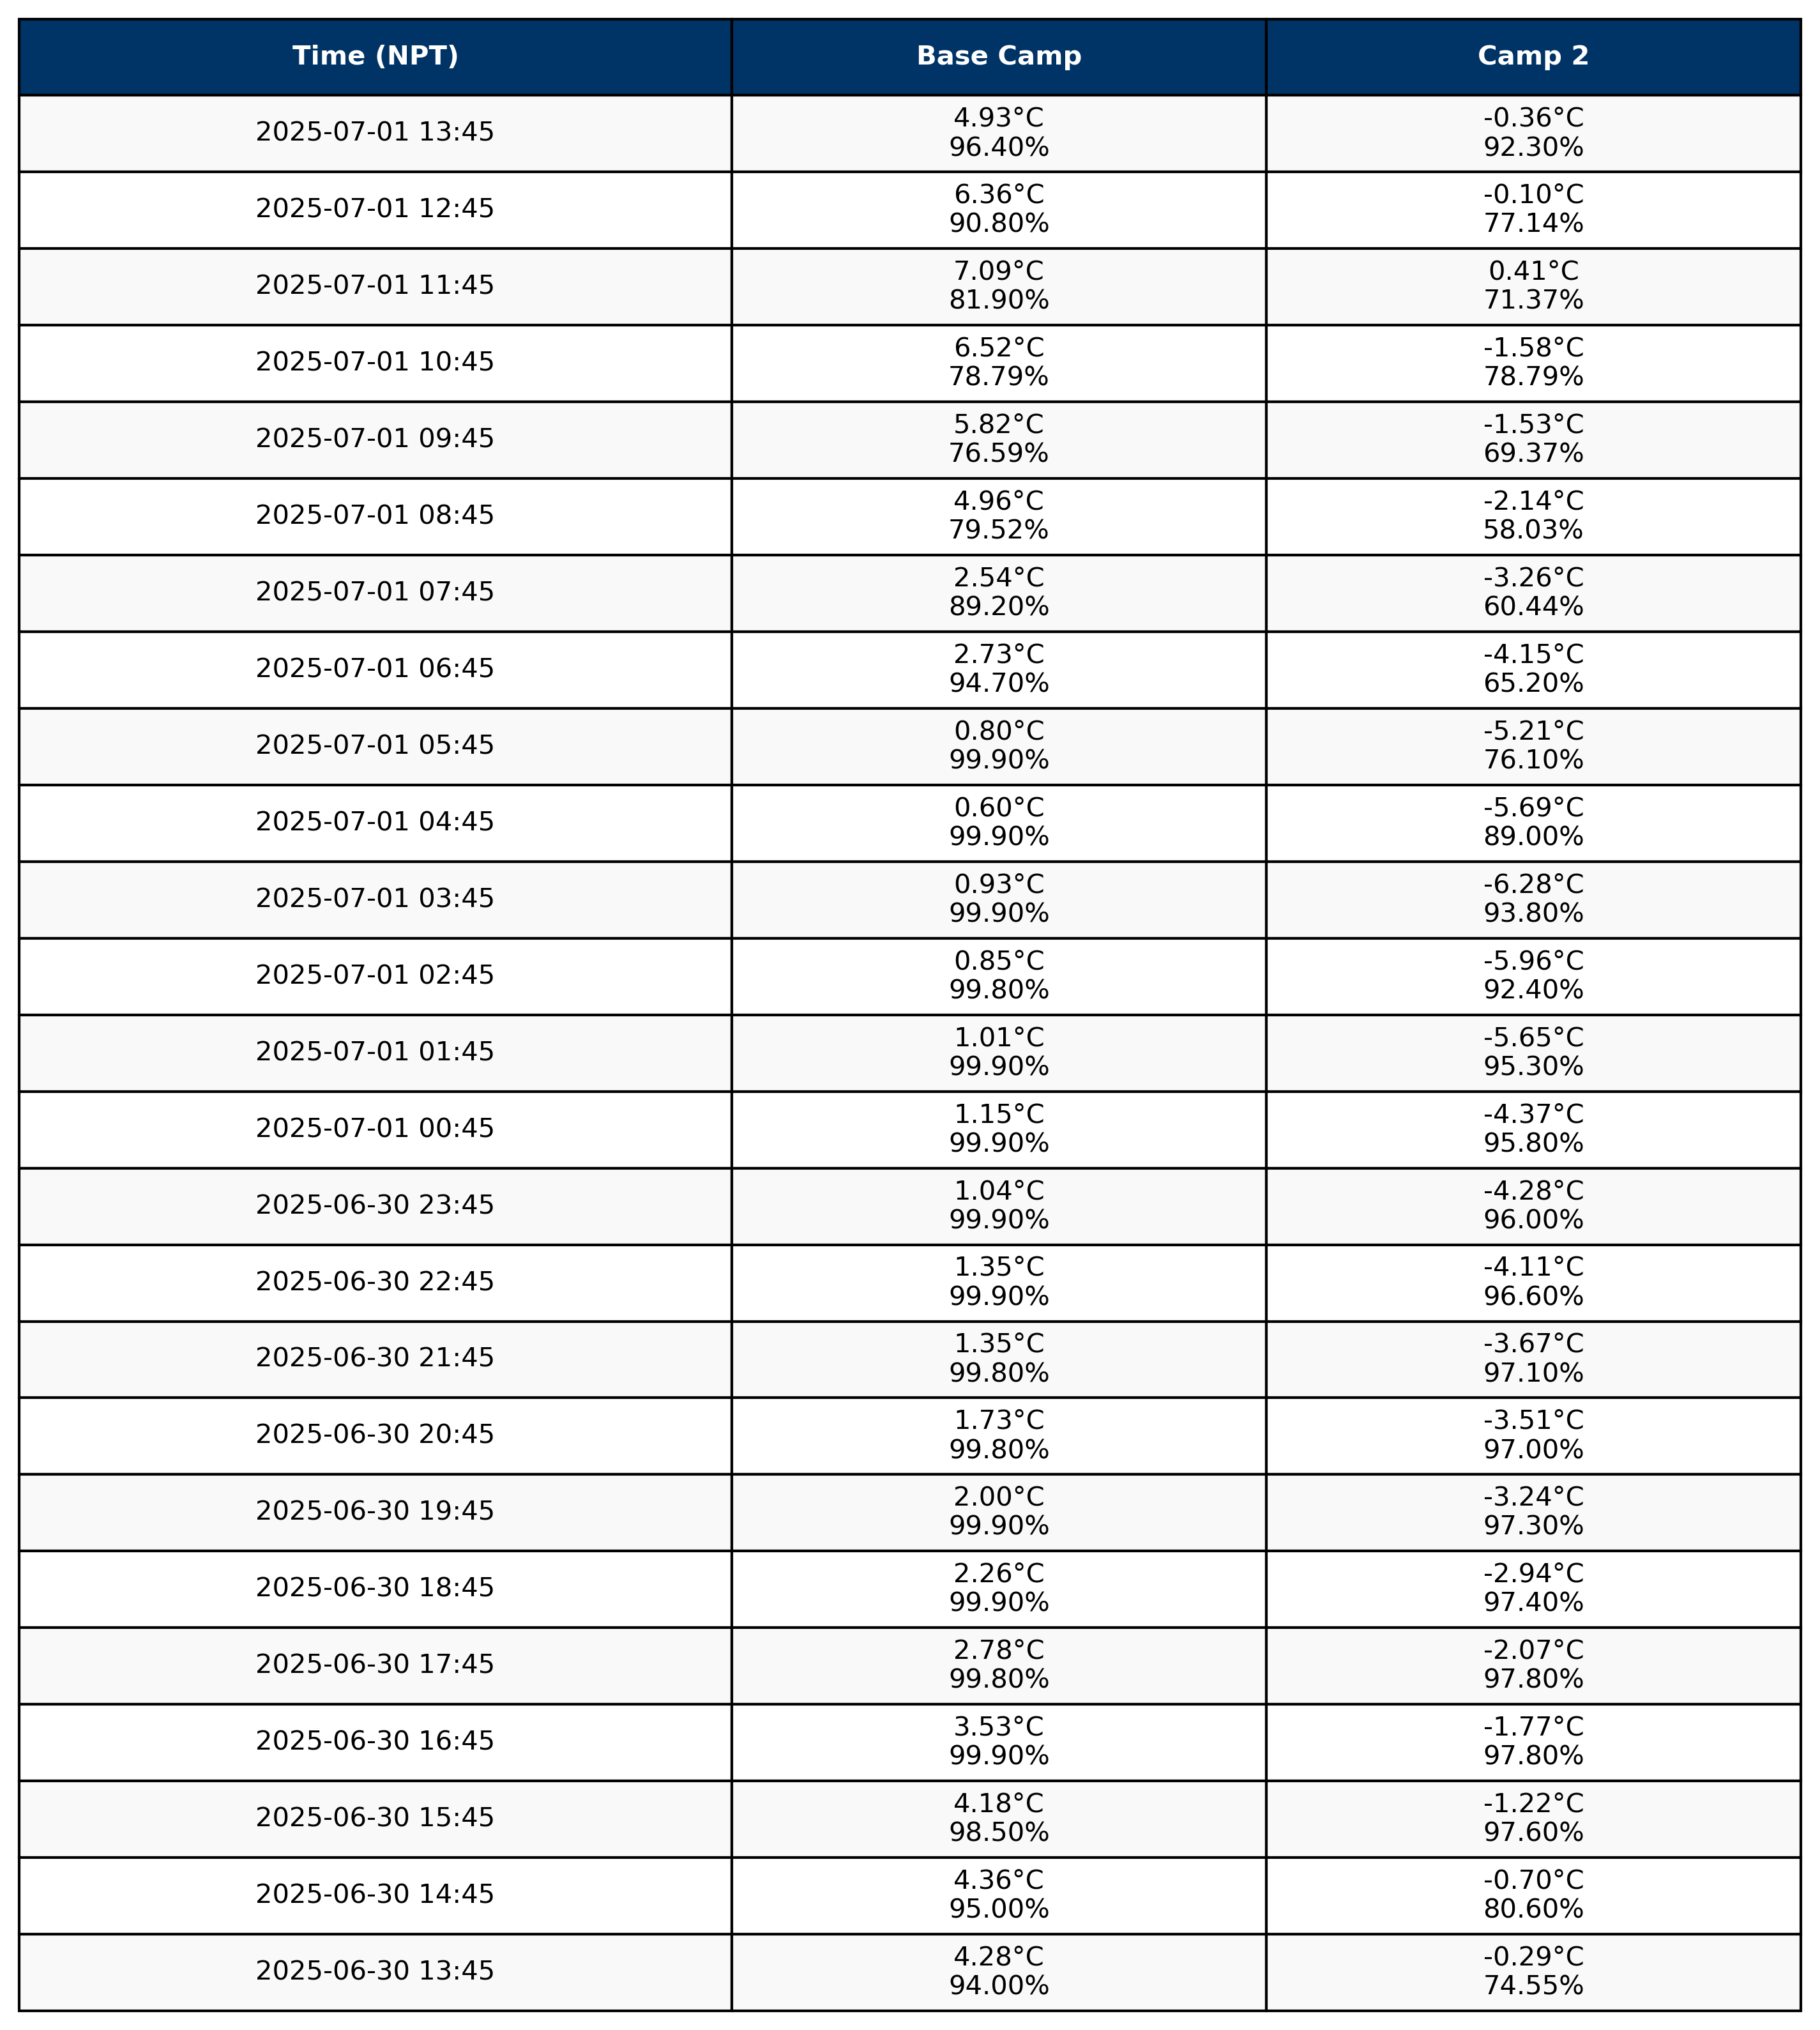 Time (NPT) Base Camp Camp 2
2025-07-01 13:45 4.93°C -0.36°C
96.40% 92.30%
2025-07-01 12:45 6.36°C -0.10°C
90.80% 77.14%
2025-07-01 11:45 7.09°C 0.41°C
81.90% 71.37%
2025-07-01 10:45 6.52°C -1.58°C
78.79% 78.79%
2025-07-01 09:45 5.82°C -1.53°C
76.59% 69.37%
2025-07-01 08:45 4.96°C -2.14°C
79.52% 58.03%
2025-07-01 07:45 2.54°C -3.26°C
89.20% 60.44%
2025-07-01 06:45 2.73°C -4.15°C
94.70% 65.20%
2025-07-01 05:45 0.80°C -5.21°C
99.90% 76.10%
2025-07-01 04:45 0.60°C -5.69°C
99.90% 89.00%
2025-07-01 03:45 0.93°C -6.28°C
99.90% 93.80%
2025-07-01 02:45 0.85°C -5.96°C
99.80% 92.40%
2025-07-01 01:45 1.01°C -5.65°C
99.90% 95.30%
2025-07-01 00:45 1.15°C -4.37°C
99.90% 95.80%
2025-06-30 23:45 1.04°C -4.28°C
99.90% 96.00%
2025-06-30 22:45 1.35°C -4.11°C
99.90% 96.60%
2025-06-30 21:45 1.35°C -3.67°C
99.80% 97.10%
2025-06-30 20:45 1.73°C -3.51°C
99.80% 97.00%
2025-06-30 19:45 2.00°C -3.24°C
99.90% 97.30%
2025-06-30 18:45 2.26°C -2.94°C
99.90% 97.40%
2025-06-30 17:45 2.78°C -2.07°C
99.80% 97.80%
2025-06-30 16:45 3.53°C -1.77°C
99.90% 97.80%
2025-06-30 15:45 4.18°C -1.22°C
98.50% 97.60%
2025-06-30 14:45 4.36°C -0.70°C
95.00% 80.60%
2025-06-30 13:45 4.28°C -0.29°C
94.00% 74.55%